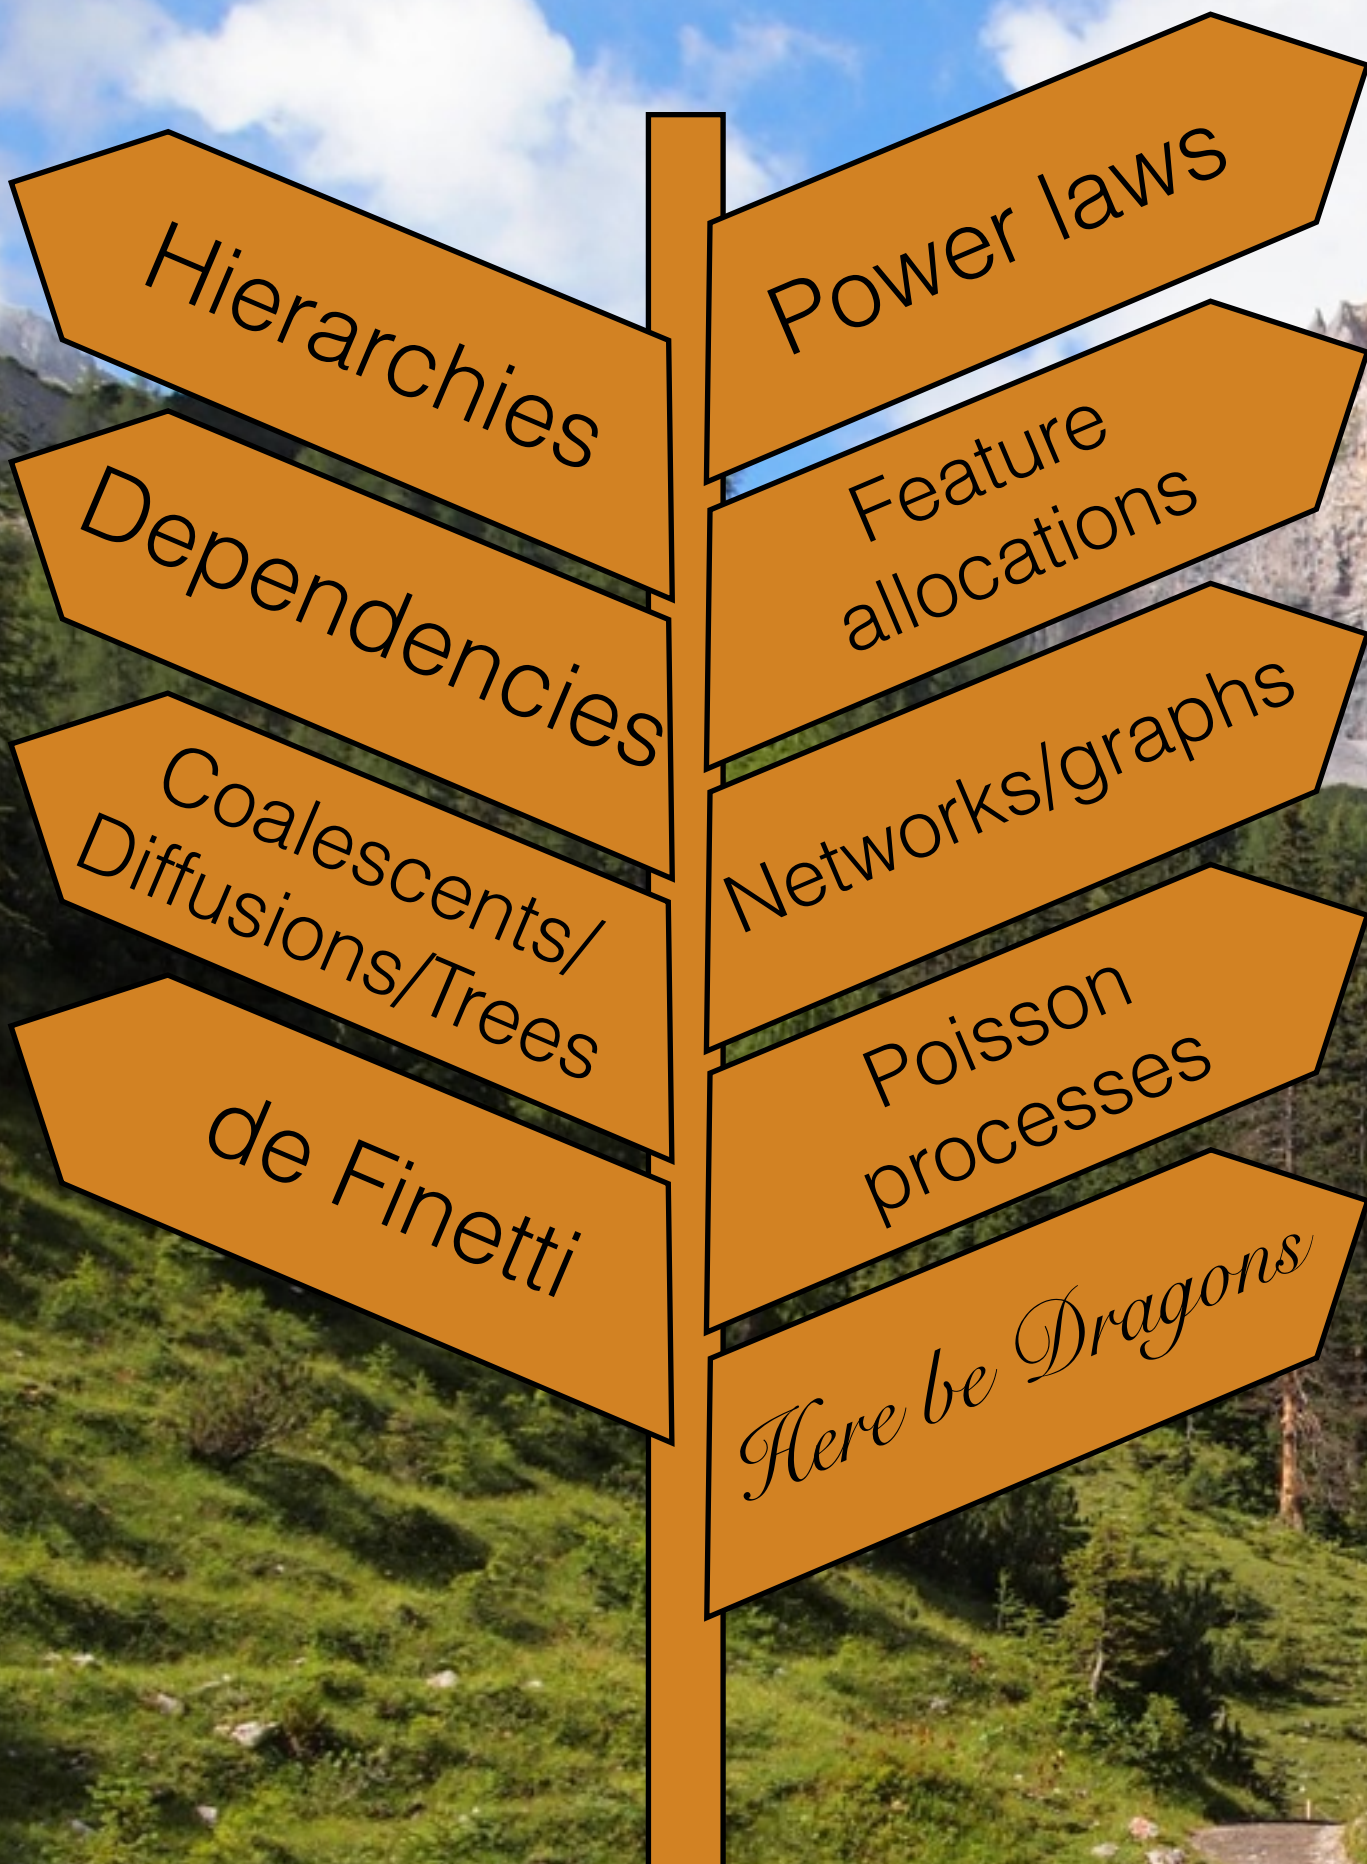 Hierarchies
Dependencies
Coalescents/
Diffusions/Trees
de Finetti
Power laws
Feature
allocations
Networks/graphs
Poisson
processes
Here be Dragons